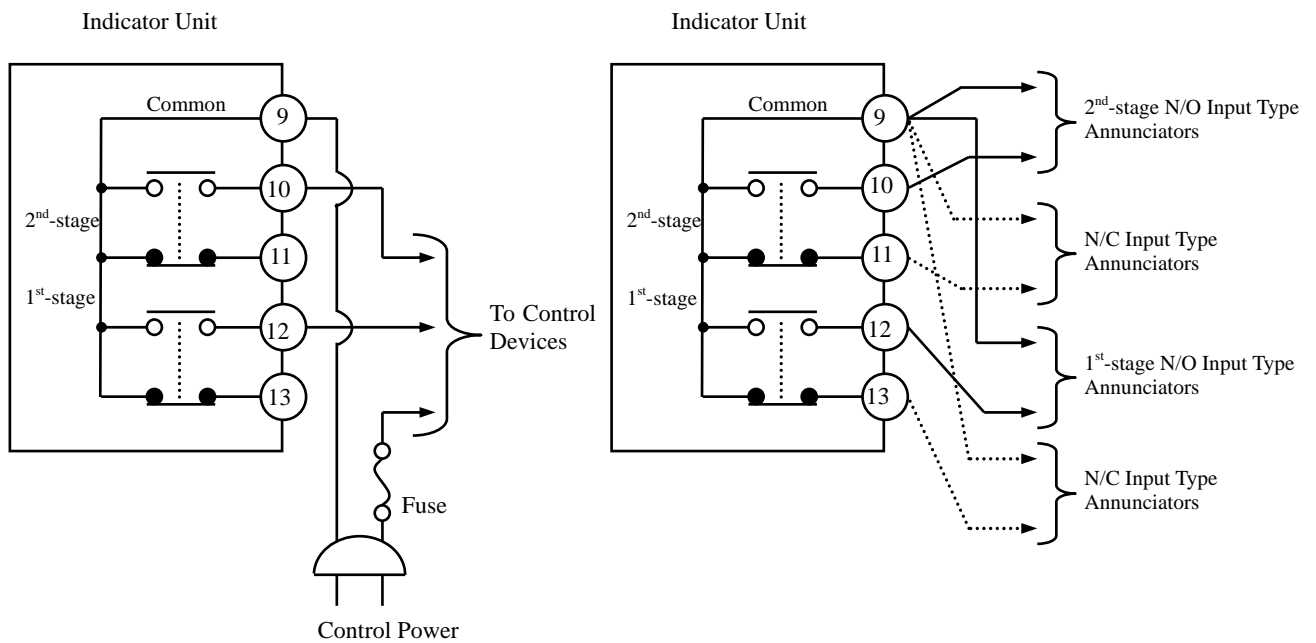 Indicator Unit
Common
9
10
2nd-stage
11
1st-stage
12
13
To Control
Devices
Fuse
Control Power
Indicator Unit
Common
9
10
2nd-stage
11
1st-stage
12
13
2nd-stage N/O Input Type
Annunciators
N/C Input Type
Annunciators
1st-stage N/O Input Type
Annunciators
N/C Input Type
Annunciators